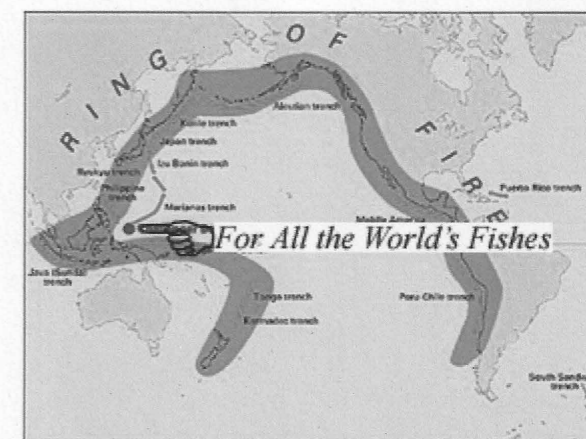 RING OF FIRE
Aleutian trench
Kurile trench
Japan trench
Izu Bonin trench
Ryukyu trench
Philippine
trench
Marianas trench
Puerto Rico trench
Middle America
For All the World's Fishes
Java (Sunda)
trench
Tonga trench
Kermadec trench
Peru-Chile trench
South
trench